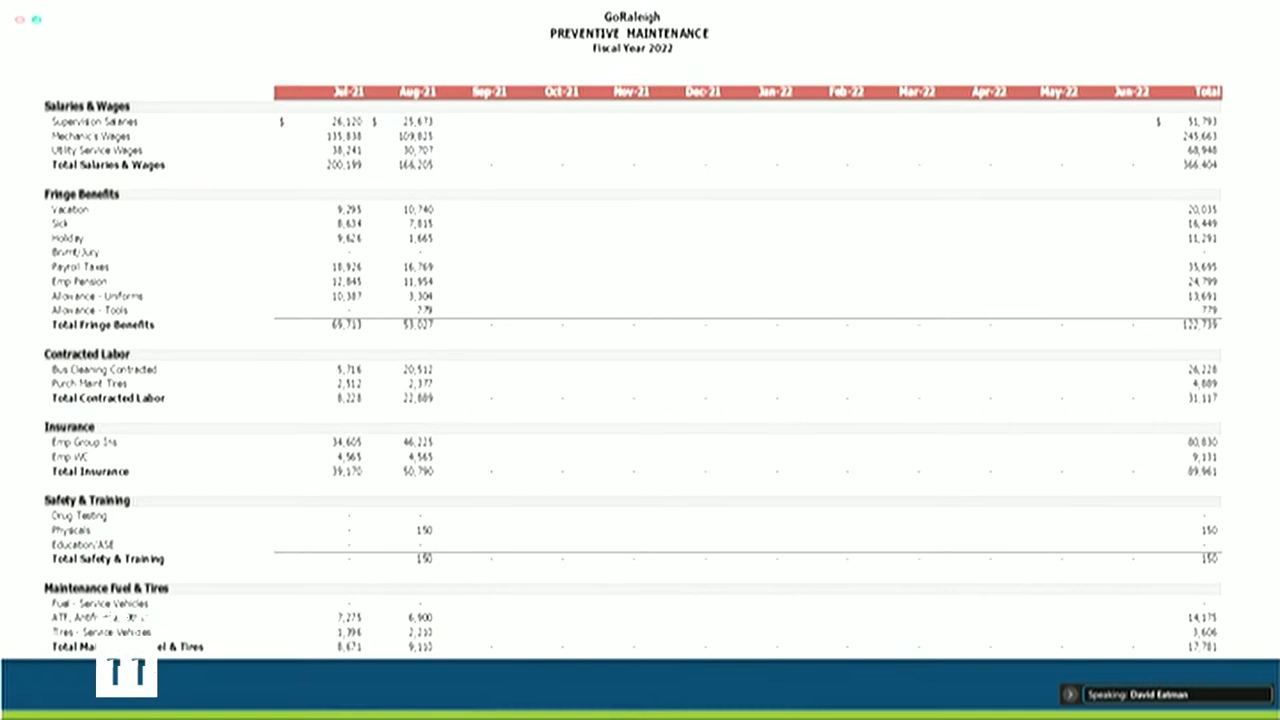 GoRaleigh
PREVENTIVE MAINTENANCE
Fiscal Year 2022
Jul-21 Aug-21 Sep-21 Oct-21 Nov-21 Dec-21 Jan-22 Feb-22 Mar-22 Apr-22 May-22 Jun-22 Total
Salaries & Wages
Supervision Salaries $ 26,120 $ 25,673 $ 51,793
Mechanic's Wages 135,838 109,825 245,663
Utility Service Wages 38,241 30,707 68,948
Total Salaries & Wages 200,199 166,205 - - - - - - - - - - 366,404
Fringe Benefits
Vacation 9,295 10,740 20,035
Sick 8,634 7,815 16,449
Holiday 9,626 1,665 11,291
Brvmt/Jury - - -
Payroll Taxes 18,926 16,769 35,695
Emp Pension 12,845 11,954 24,799
Allowance - Uniforms 10,387 3,304 13,691
Allowance - Tools - 779 779
Total Fringe Benefits 69,713 53,027 - - - - - - - - - - 122,739
Contracted Labor
Bus Cleaning Contracted 5,716 20,512 26,228
Purch Maint Tires 2,512 2,377 4,889
Total Contracted Labor 8,228 22,889 - - - - - - - - - - 31,117
Insurance
Emp Group Ins 34,605 46,225 80,830
Emp WC 4,565 4,565 9,131
Total Insurance 39,170 50,790 - - - - - - - - - - 89,961
Safety & Training
Drug Testing - - -
Physicals - 150 150
Education/ASE - -
Total Safety & Training - 150 - - - - - - - - - - 150
Maintenance Fuel & Tires
Fuel - Service Vehicles - - -
ATF, 7,275 6,900 14,175
Tires - Service Vehicles 1,396 2,210 3,606
Total Ma el & Tires 8,671 9,110 - - - - - - - - - - 17,781
11
Speaking: David Eatman